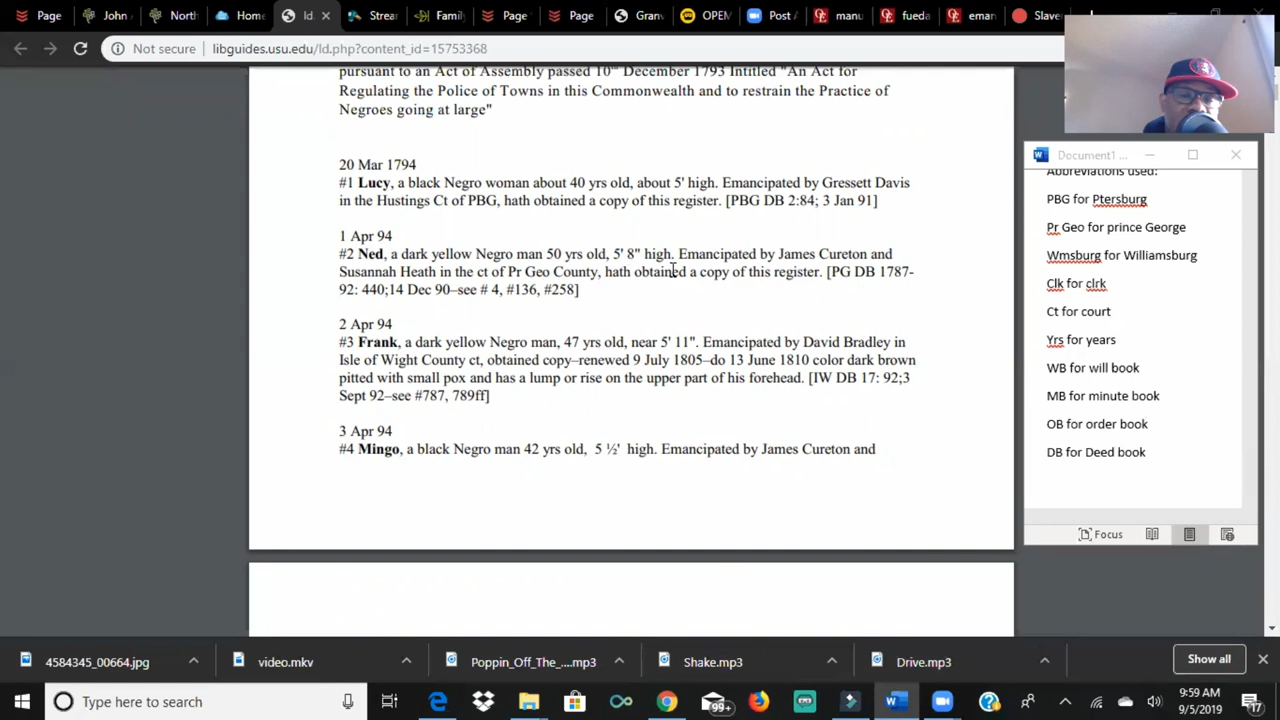 Page
John A
North
Home
Id
Strear
Family
Page
Page
Gran
OPEM
Post A
manu
fueda
eman
Slave
Not secure
libguides.usu.edu/ld.php?content_id=15753368
pursuant to an Act of Assembly passed 10th December 1793 Intitled "An Act for
Regulating the Police of Towns in this Commonwealth and to restrain the Practice of
Negroes going at large"
20 Mar 1794
#1 Lucy, a black Negro woman about 40 yrs old, about 5' high. Emancipated by Gressett Davis
in the Hustings Ct of PBG, hath obtained a copy of this register. [PBG DB 2:84; 3 Jan 91]
1 Apr 94
#2 Ned, a dark yellow Negro man 50 yrs old, 5' 8" high. Emancipated by James Cureton and
Susannah Heath in the ct of Pr Geo County, hath obtained a copy of this register. [PG DB 1787-
92: 440;14 Dec 90–see # 4, #136, #258]
2 Apr 94
#3 Frank, a dark yellow Negro man, 47 yrs old, near 5' 11". Emancipated by David Bradley in
Isle of Wight County ct, obtained copy–renewed 9 July 1805–do 13 June 1810 color dark brown
pitted with small pox and has a lump or rise on the upper part of his forehead. [IW DB 17: 92;3
Sept 92–see #787, 789ff]
3 Apr 94
#4 Mingo, a black Negro man 42 yrs old, 5 ½' high. Emancipated by James Cureton and
Document1 ...
Abbreviations used:
PBG for Ptersburg
Pr Geo for prince George
Wmsburg for Williamsburg
Clk for clrk
Ct for court
Yrs for years
WB for will book
MB for minute book
OB for order book
DB for Deed book
Focus
4584345_00664.jpg
video.mkv
Poppin_Off_The_....mp3
Shake.mp3
Drive.mp3
Show all
Type here to search
99+
9:59 AM
9/5/2019
17